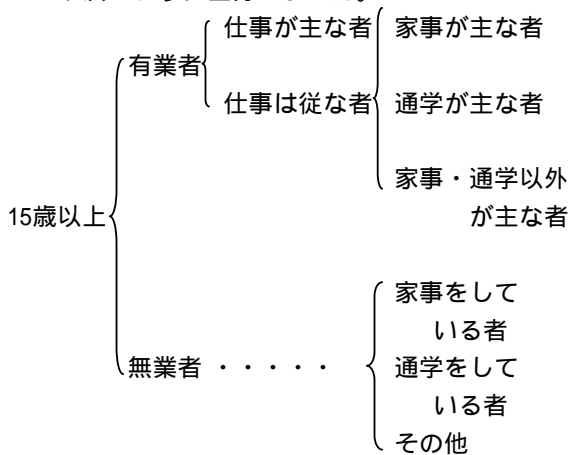 仕事が主な者 家事が主な者
有業者
仕事は従な者 通学が主な者
家事・通学以外
が主な者
15歳以上
家事をして
いる者
無業者 ・・・・・ 通学をして
いる者
その他